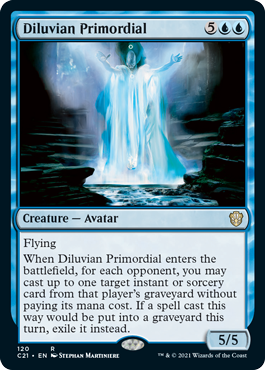 Diluvian Primordial 5
Creature — Avatar
Flying
When Diluvian Primordial enters the
battlefield, for each opponent, you may
cast up to one target instant or sorcery
card from that player's graveyard without
paying its mana cost. If a spell cast this
way would be put into a graveyard this
turn, exile it instead.
5/5
120 R
C21 • EN Stephan Martiniere ™ & © 2021 Wizards of the Coast